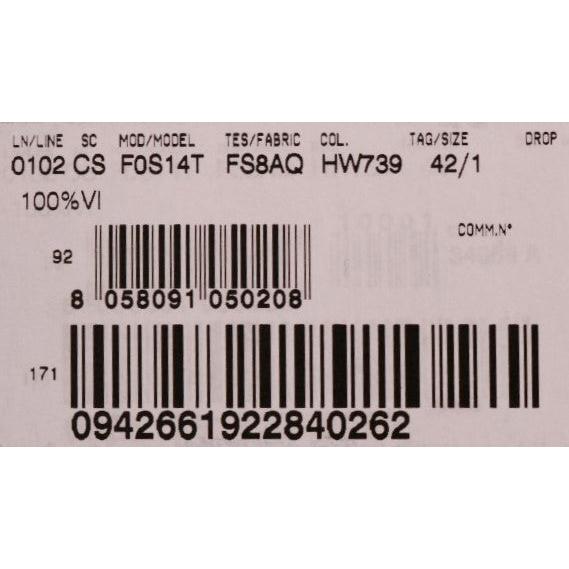 LN/LINE SC MOD/MODEL TES/FABRIC COL. TAG/SIZE DROP
0102 CS F0S14T FS8AQ HW739 42/1
100%VI
COMM.N°
92
8 058091 050208
171
0942661922840262